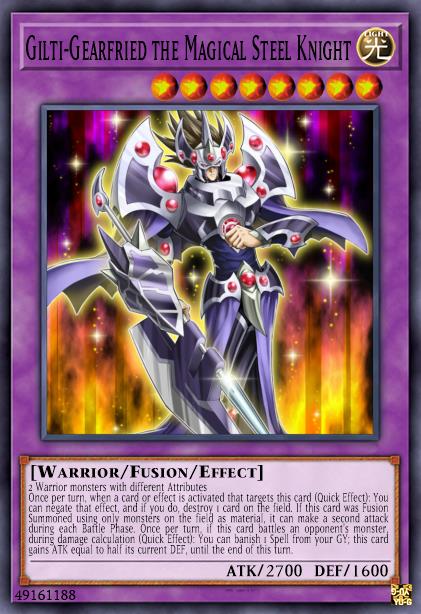 Gilti-Gearfried the Magical Steel Knight
LIGHT
光
[Warrior/Fusion/Effect]
2 Warrior monsters with different Attributes
Once per turn, when a card or effect is activated that targets this card (Quick Effect): You
can negate that effect, and if you do, destroy 1 card on the field. If this card was Fusion
Summoned using only monsters on the field as material, it can make a second attack
during each Battle Phase. Once per turn, if this card battles an opponent's monster,
during damage calculation (Quick Effect): You can banish 1 Spell from your GY; this card
gains ATK equal to half its current DEF, until the end of this turn.
ATK/2700 DEF/1600
49161188